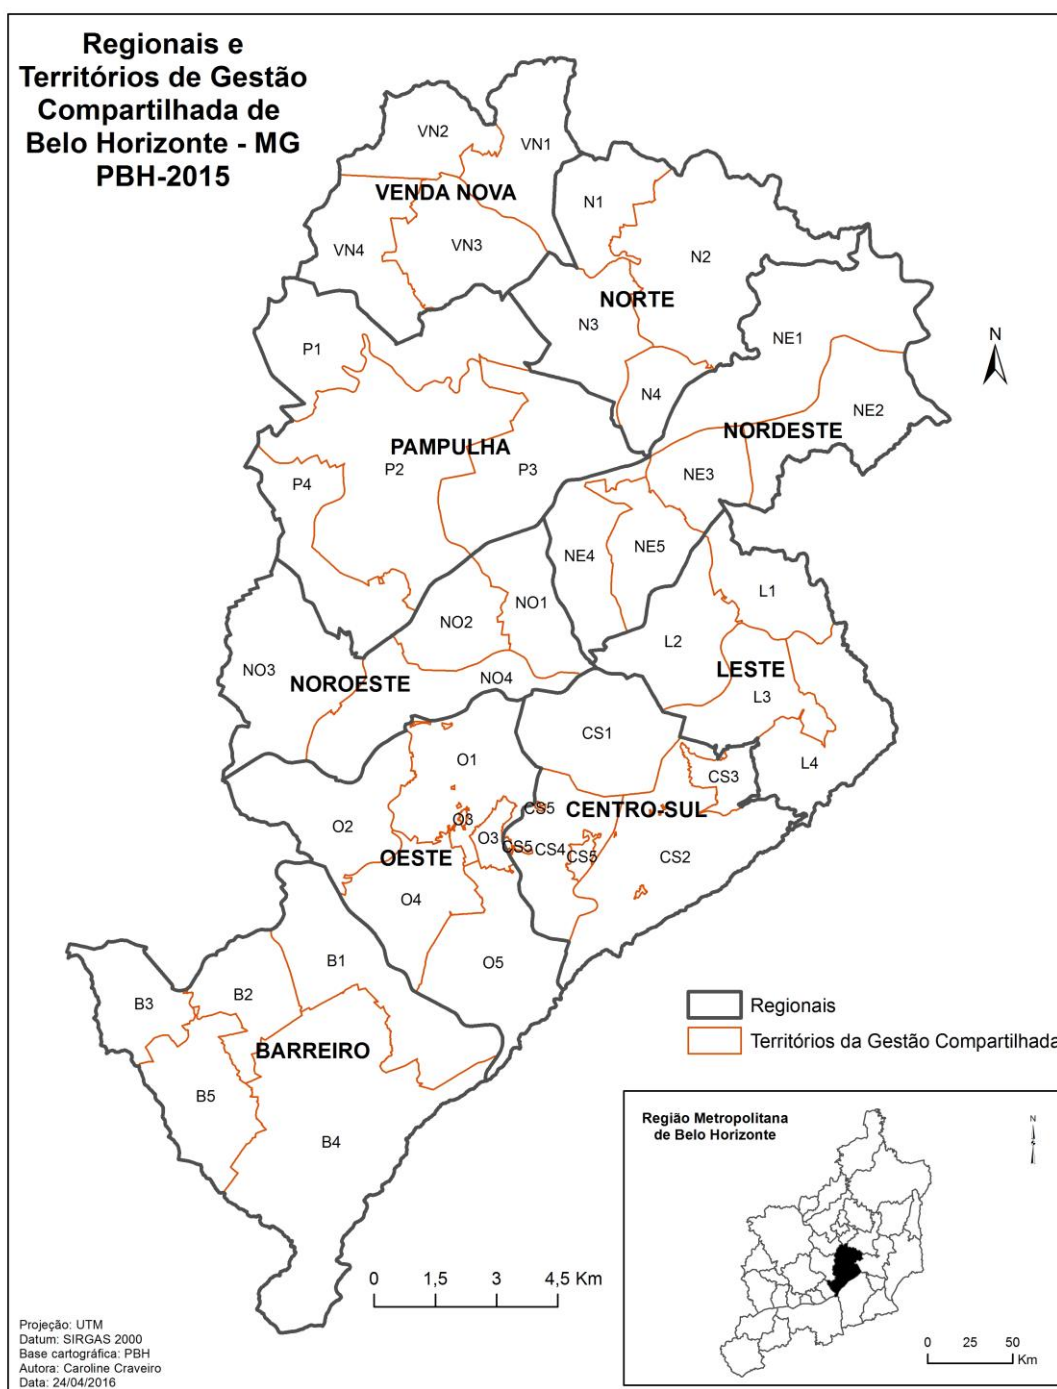 Regionais e
Territórios de Gestão
Compartilhada de
Belo Horizonte - MG
PBH-2015
VN2
VN1
VENDA NOVA
N1
VN4
VN3
N2
NORTE
N3
NE1
P1
N4
NE2
NORDESTE
PAMPULHA
P2
P3
NE3
P4
NE5
NE4
L1
NO1
NO2
L2
NO3
LESTE
NOROESTE
NO4
L3
CS1
O1
L4
CS3
CS5
CENTRO-SUL
O3
O2
O3
CS5
CS4
CS5
OESTE
CS2
O4
B1
O5
B2
B3
BARREIRO
B5
B4
N
Regionais
Territórios da Gestão Compartilhada
Região Metropolitana
de Belo Horizonte
N
0 50
Km
0 1,5 3 4,5 Km
Projeção: UTM
Datum: SIRGAS 2000
Base cartográfica: PBH
Autora: Caroline Craveiro
Data: 24/04/2016